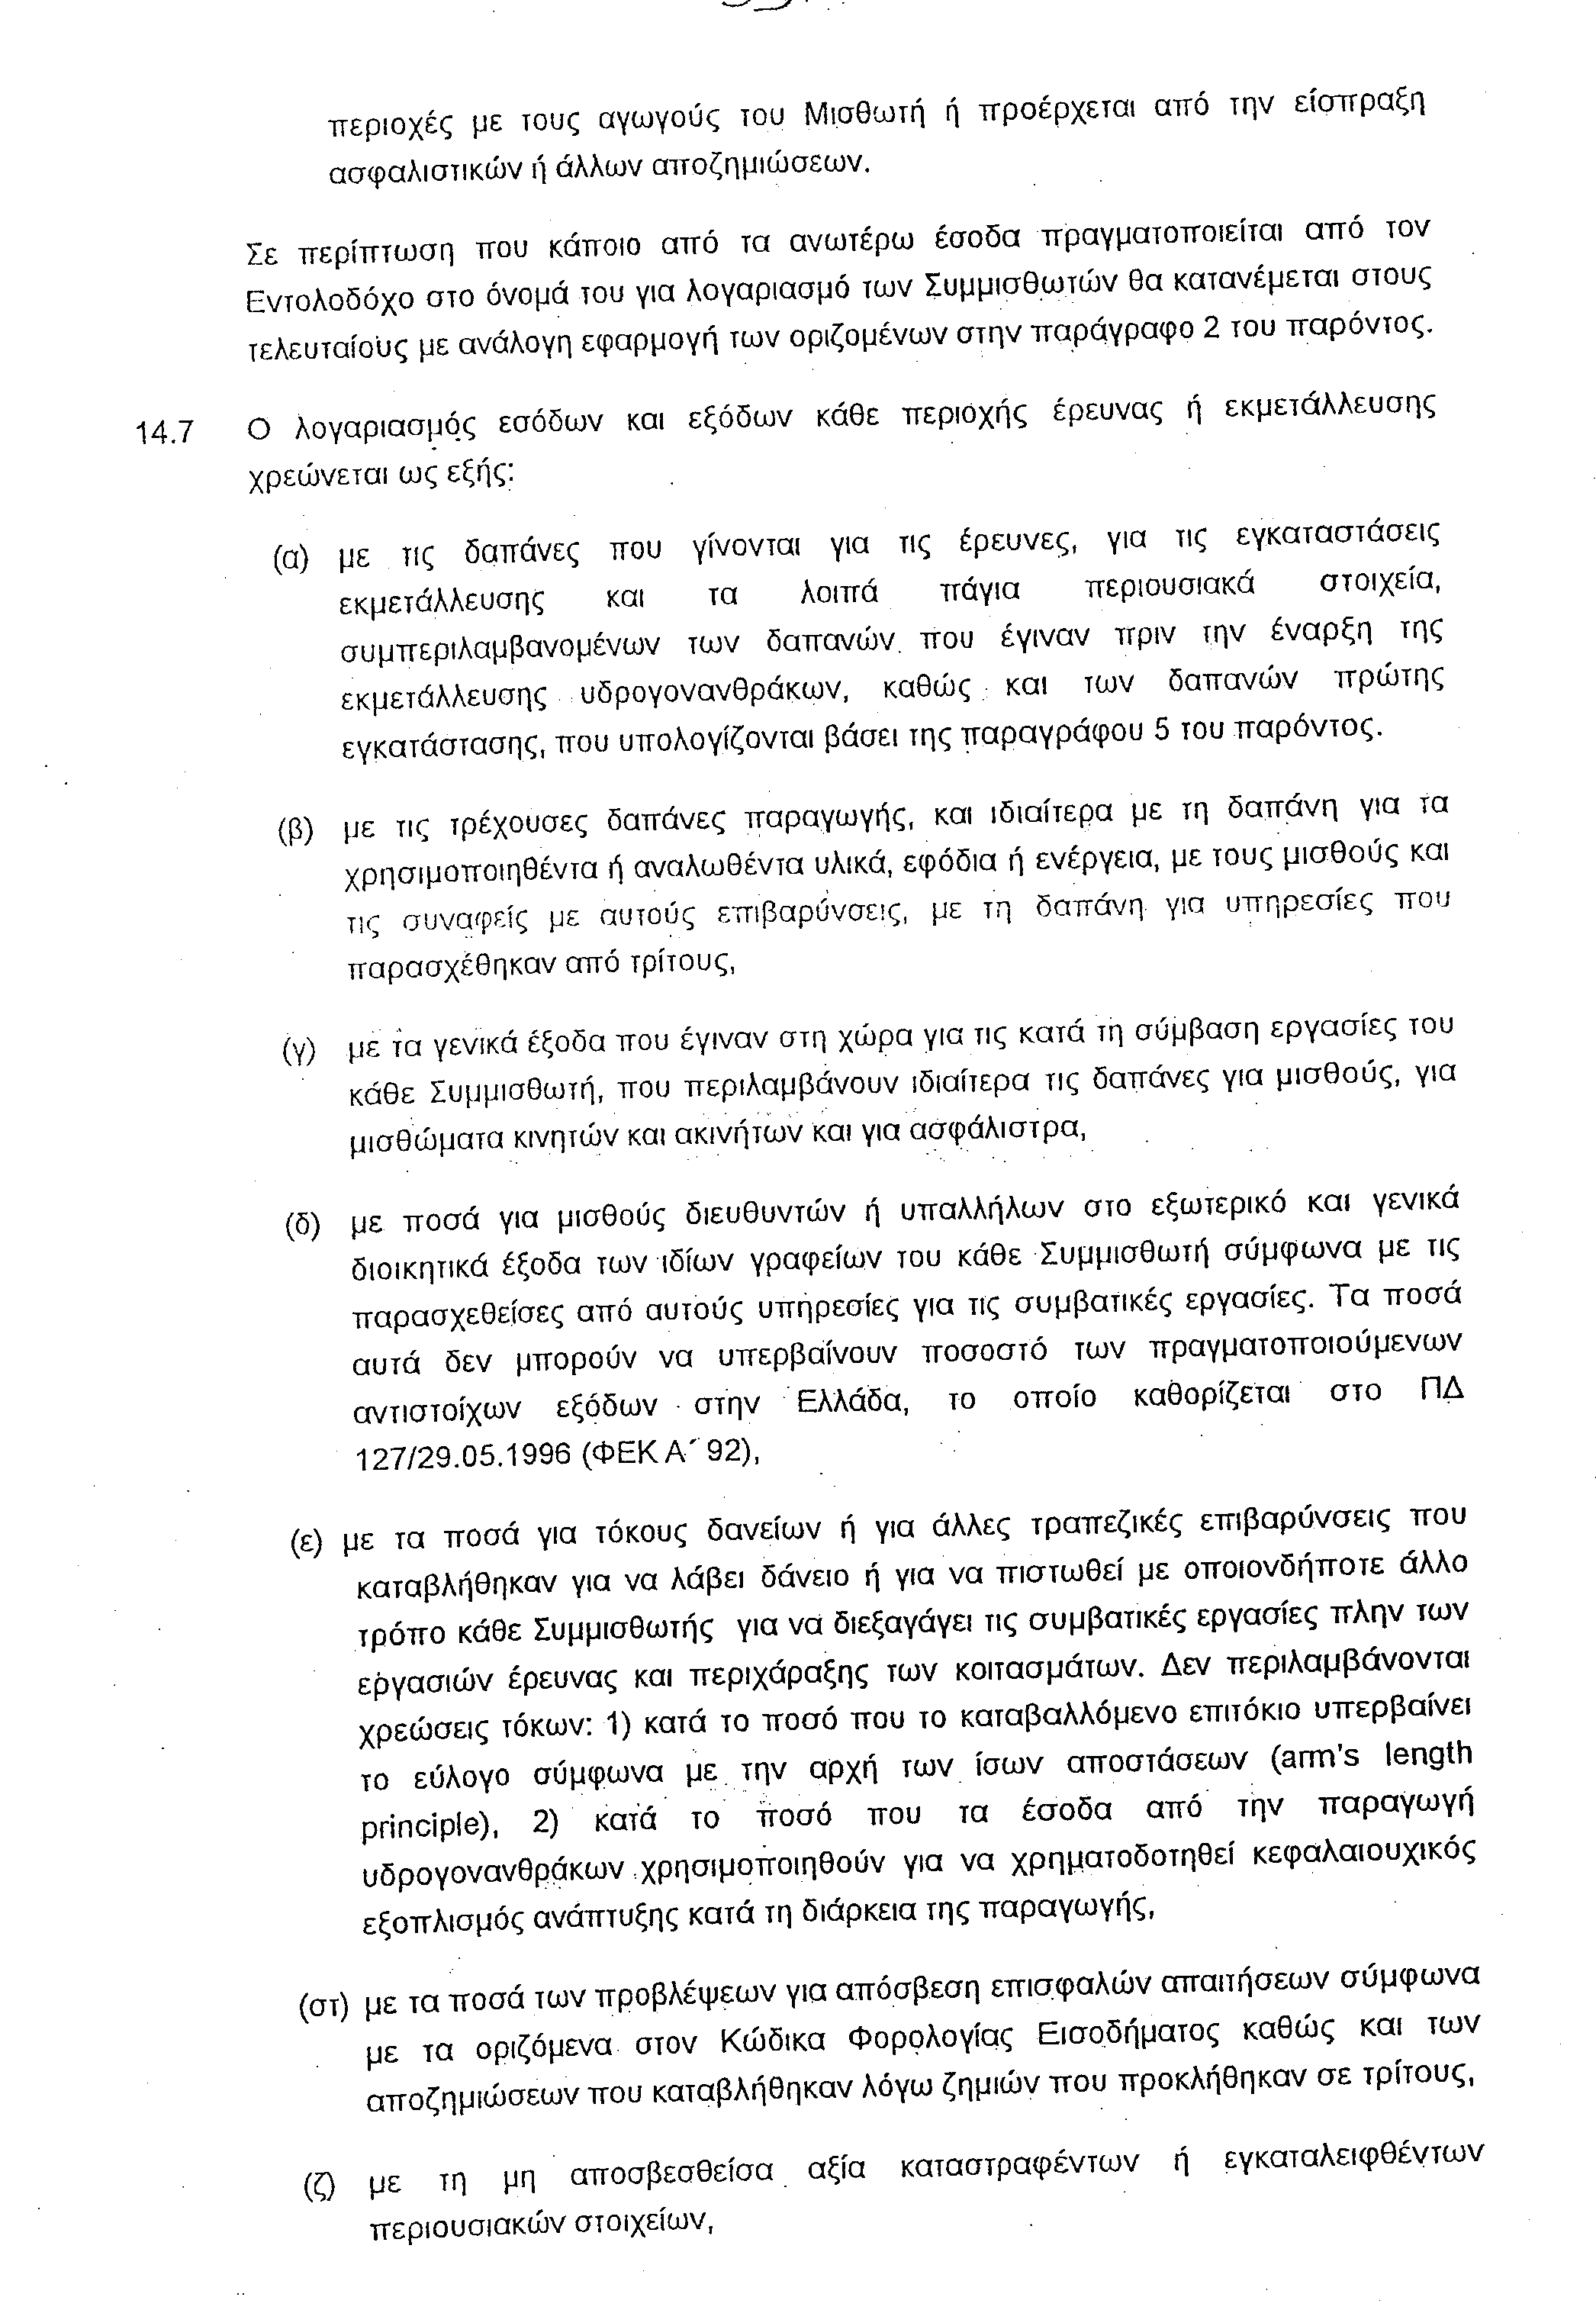 περιοχές με τους αγωγούς του Μισθωτή ή προέρχεται από την είσπραξη
ασφαλιστικών ή άλλων αποζημιώσεων.
Σε περίπτωση που κάποιο από τα ανωτέρω έσοδα πραγματοποιείται από τον
Εντολοδόχο στο όνομά του για λογαριασμό των Συμμισθωτών θα κατανέμεται στους
τελευταίους με ανάλογη εφαρμογή των οριζομένων στην παράγραφο 2 του παρόντος.
14.7 Ο λογαριασμός εσόδων και εξόδων κάθε περιοχής έρευνας ή εκμετάλλευσης
χρεώνεται ως εξής:
(α) με τις δαπάνες που γίνονται για τις έρευνες, για τις εγκαταστάσεις
εκμετάλλευσης και τα λοιπά πάγια περιουσιακά στοιχεία,
συμπεριλαμβανομένων των δαπανών που έγιναν πριν την έναρξη της
εκμετάλλευσης υδρογονανθράκων, καθώς και των δαπανών πρώτης
εγκατάστασης, που υπολογίζονται βάσει της παραγράφου 5 του παρόντος.
(β) με τις τρέχουσες δαπάνες παραγωγής, και ιδιαίτερα με τη δαπάνη για τα
χρησιμοποιηθέντα ή αναλωθέντα υλικά, εφόδια ή ενέργεια, με τους μισθούς και
τις συναφείς με αυτούς επιβαρύνσεις, με τη δαπάνη για υπηρεσίες που
παρασχέθηκαν από τρίτους,
(γ) με τα γενικά έξοδα που έγιναν στη χώρα για τις κατά τη σύμβαση εργασίες του
κάθε Συμμισθωτή, που περιλαμβάνουν ιδιαίτερα τις δαπάνες για μισθούς, για
μισθώματα κινητών και ακινήτων και για ασφάλιστρα,
(δ) με ποσά για μισθούς διευθυντών ή υπαλλήλων στο εξωτερικό και γενικά
διοικητικά έξοδα των ιδίων γραφείων του κάθε Συμμισθωτή σύμφωνα με τις
παρασχεθείσες από αυτούς υπηρεσίες για τις συμβατικές εργασίες. Τα ποσά
αυτά δεν μπορούν να υπερβαίνουν ποσοστό των πραγματοποιούμενων
αντιστοίχων εξόδων στην Ελλάδα, το οποίο καθορίζεται στο ΠΔ
127/29.05.1996 (ΦΕΚ Α΄ 92),
(ε) με τα ποσά για τόκους δανείων ή για άλλες τραπεζικές επιβαρύνσεις που
καταβλήθηκαν για να λάβει δάνειο ή για να πιστωθεί με οποιονδήποτε άλλο
τρόπο κάθε Συμμισθωτής για να διεξαγάγει τις συμβατικές εργασίες πλην των
εργασιών έρευνας και περιχάραξης των κοιτασμάτων. Δεν περιλαμβάνονται
χρεώσεις τόκων: 1) κατά το ποσό που το καταβαλλόμενο επιτόκιο υπερβαίνει
το εύλογο σύμφωνα με την αρχή των ίσων αποστάσεων (arm's length
principle), 2) κατά το ποσό που τα έσοδα από την παραγωγή
υδρογονανθράκων χρησιμοποιηθούν για να χρηματοδοτηθεί κεφαλαιουχικός
εξοπλισμός ανάπτυξης κατά τη διάρκεια της παραγωγής,
(στ) με τα ποσά των προβλέψεων για απόσβεση επισφαλών απαιτήσεων σύμφωνα
με τα οριζόμενα στον Κώδικα Φορολογίας Εισοδήματος καθώς και των
αποζημιώσεων που καταβλήθηκαν λόγω ζημιών που προκλήθηκαν σε τρίτους,
(ζ) με τη μη αποσβεσθείσα αξία καταστραφέντων ή εγκαταλειφθέντων
περιουσιακών στοιχείων,